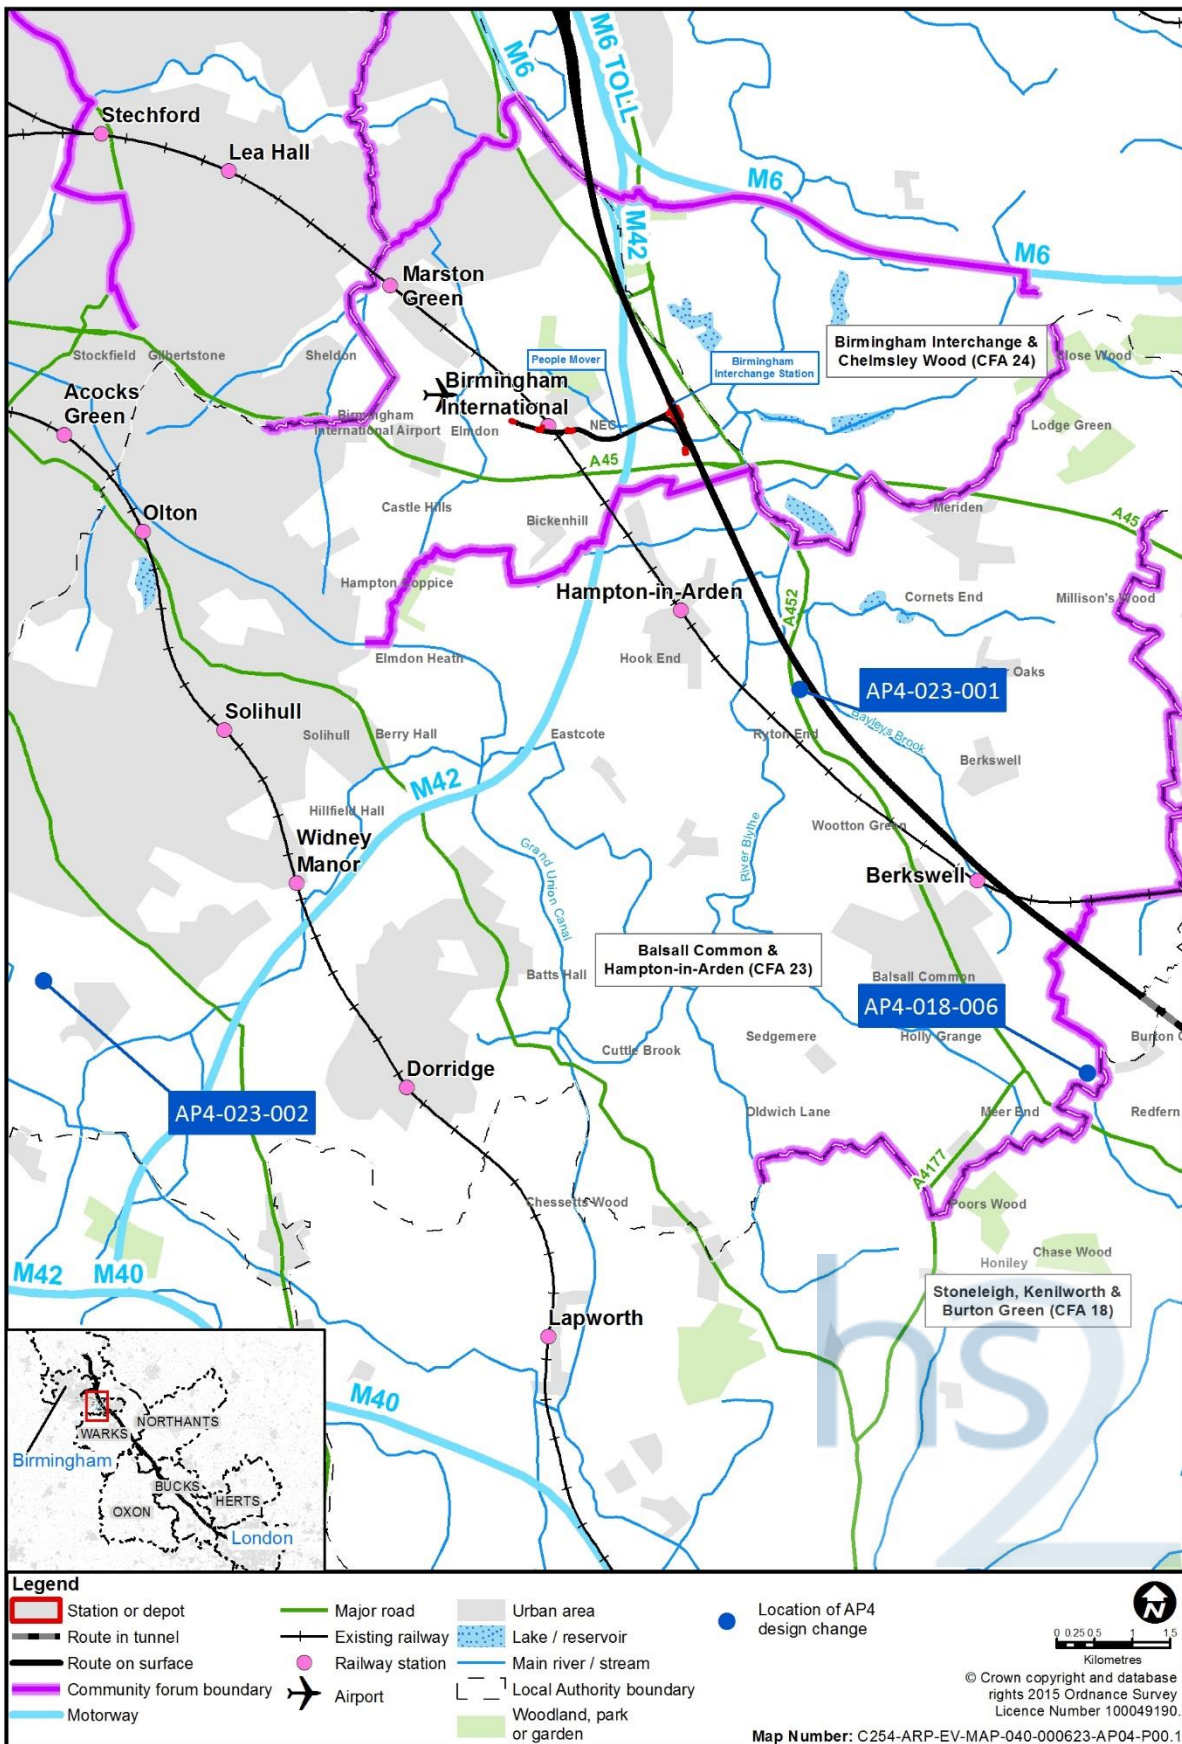 M6
M6 TOLL
Stechford
Lea Hall
M6
M42
M6
Marston
Green
Stockfield
Gilbertstone
Sheldon
Birmingham Interchange &
Chelmsley Wood (CFA 24)
People Mover
Birmingham
Interchange Station
Acocks
Green
Birmingham
International
Birmingham
International Airport
Elmdon
NEC
Lodge Green
A45
Castle Hills
Bickenhill
Meriden
A45
Olton
Hampton Coppice
Hampton-in-Arden
A452
Cornets End
Millison's Wood
Elmdon Heath
Hook End
Oaks
AP4-023-001
Solihull
Solihull
Berry Hall
Eastcote
Ryton End
Bayleys Brook
Berkswell
M42
Hillfield Hall
Widney
Manor
Grand Union Canal
River Blythe
Wootton Green
Berkswell
Balsall Common &
Hampton-in-Arden (CFA 23)
Batts Hall
Balsall Common
AP4-018-006
Cuttle Brook
Sedgemere
Holly Grange
Burton
Dorridge
AP4-023-002
Oldwich Lane
Meer End
Redfern
A4177
Chessetts Wood
Poors Wood
Chase Wood
Honiley
M42
M40
Stoneleigh, Kenilworth &
Burton Green (CFA 18)
Lapworth
hs2
M40
NORTHANTS
WARKS
Birmingham
BUCKS
HERTS
OXON
London
Legend
Station or depot
Route in tunnel
Route on surface
Community forum boundary
Motorway
Major road
Existing railway
Railway station
Airport
Urban area
Lake / reservoir
Main river / stream
Local Authority boundary
Woodland, park
or garden
Location of AP4
design change
N
0 0.25 0.5 1 1.5
Kilometres
© Crown copyright and database
rights 2015 Ordnance Survey
Licence Number 100049190.
Map Number: C254-ARP-EV-MAP-040-000623-AP04-P00.1